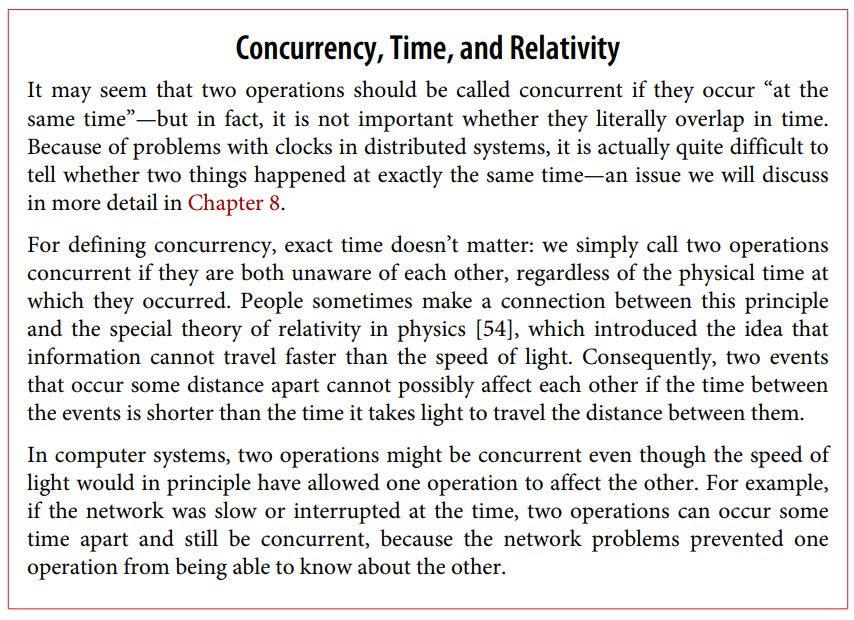 Concurrency, Time, and Relativity
It may seem that two operations should be called concurrent if they occur “at the
same time”—but in fact, it is not important whether they literally overlap in time.
Because of problems with clocks in distributed systems, it is actually quite difficult to
tell whether two things happened at exactly the same time—an issue we will discuss
in more detail in Chapter 8.
For defining concurrency, exact time doesn’t matter: we simply call two operations
concurrent if they are both unaware of each other, regardless of the physical time at
which they occurred. People sometimes make a connection between this principle
and the special theory of relativity in physics [54], which introduced the idea that
information cannot travel faster than the speed of light. Consequently, two events
that occur some distance apart cannot possibly affect each other if the time between
the events is shorter than the time it takes light to travel the distance between them.
In computer systems, two operations might be concurrent even though the speed of
light would in principle have allowed one operation to affect the other. For example,
if the network was slow or interrupted at the time, two operations can occur some
time apart and still be concurrent, because the network problems prevented one
operation from being able to know about the other.